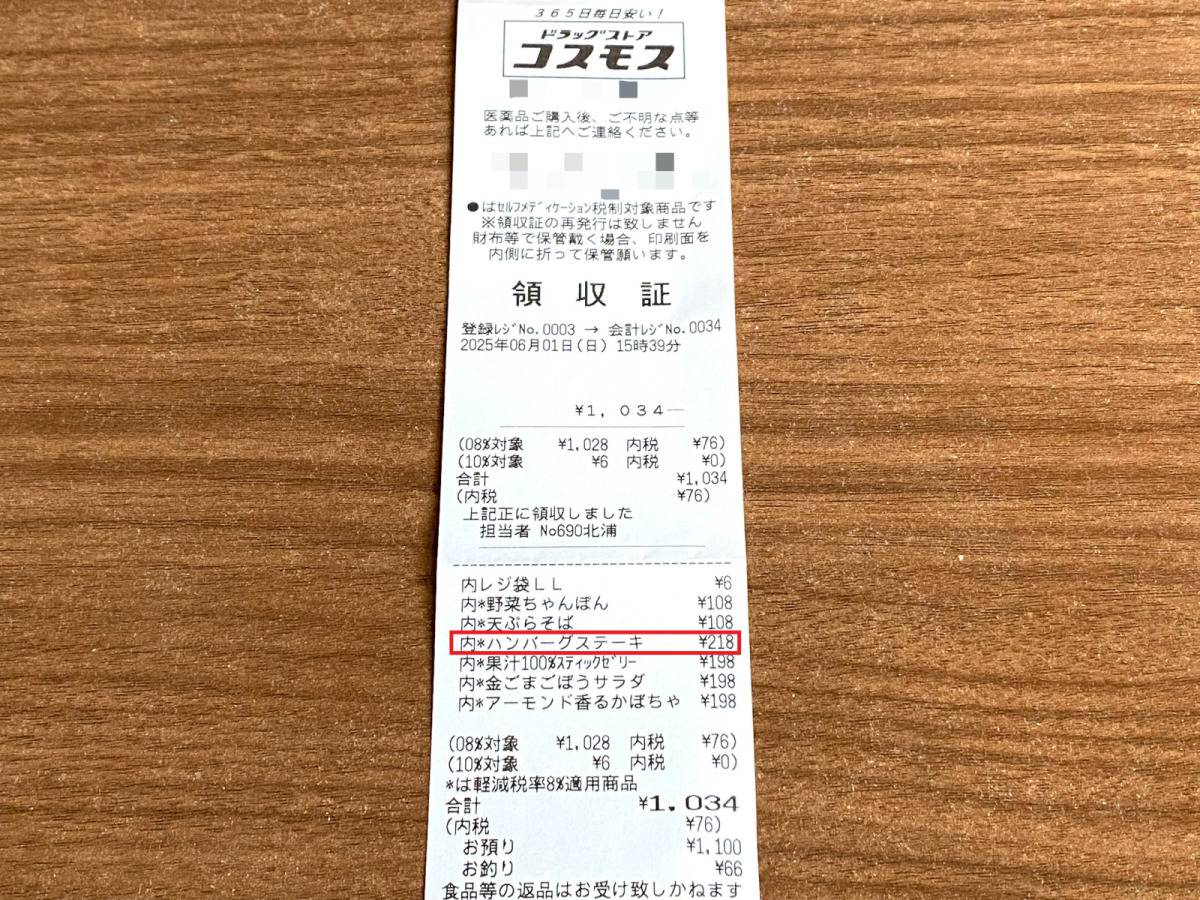 365日毎日安い!
ドラッグストア
コスモス
医薬品ご購入後、ご不明な点等
あれば上記へご連絡ください。
●はセルフメディケーション税制対象商品です
※領収証の再発行は致しません
財布等で保管戴く場合、印刷面を
内側に折って保管願います。
領収証
登録レジNo.0003 → 会計レジNo.0034
2025年06月01日(日) 15時39分
¥1,034―
(08%対象 ¥1,028 内税 ¥76)
(10%対象 ¥6 内税 ¥0)
合計 ¥1,034
(内税 ¥76)
上記正に領収しました
担当者 No690北浦
内レジ袋LL ¥6
内*野菜ちゃんぽん ¥108
内*天ぷらそば ¥108
内*ハンバーグステーキ ¥218
内*果汁100%スティックゼリー ¥198
内*金ごまごぼうサラダ ¥198
内*アーモンド香るかぼちゃ ¥198
(08%対象 ¥1,028 内税 ¥76)
(10%対象 ¥6 内税 ¥0)
*は軽減税率8%適用商品
合計 ¥1,034
(内税 ¥76)
お預り ¥1,100
お釣り ¥66
食品等の返品はお受け致しかねます